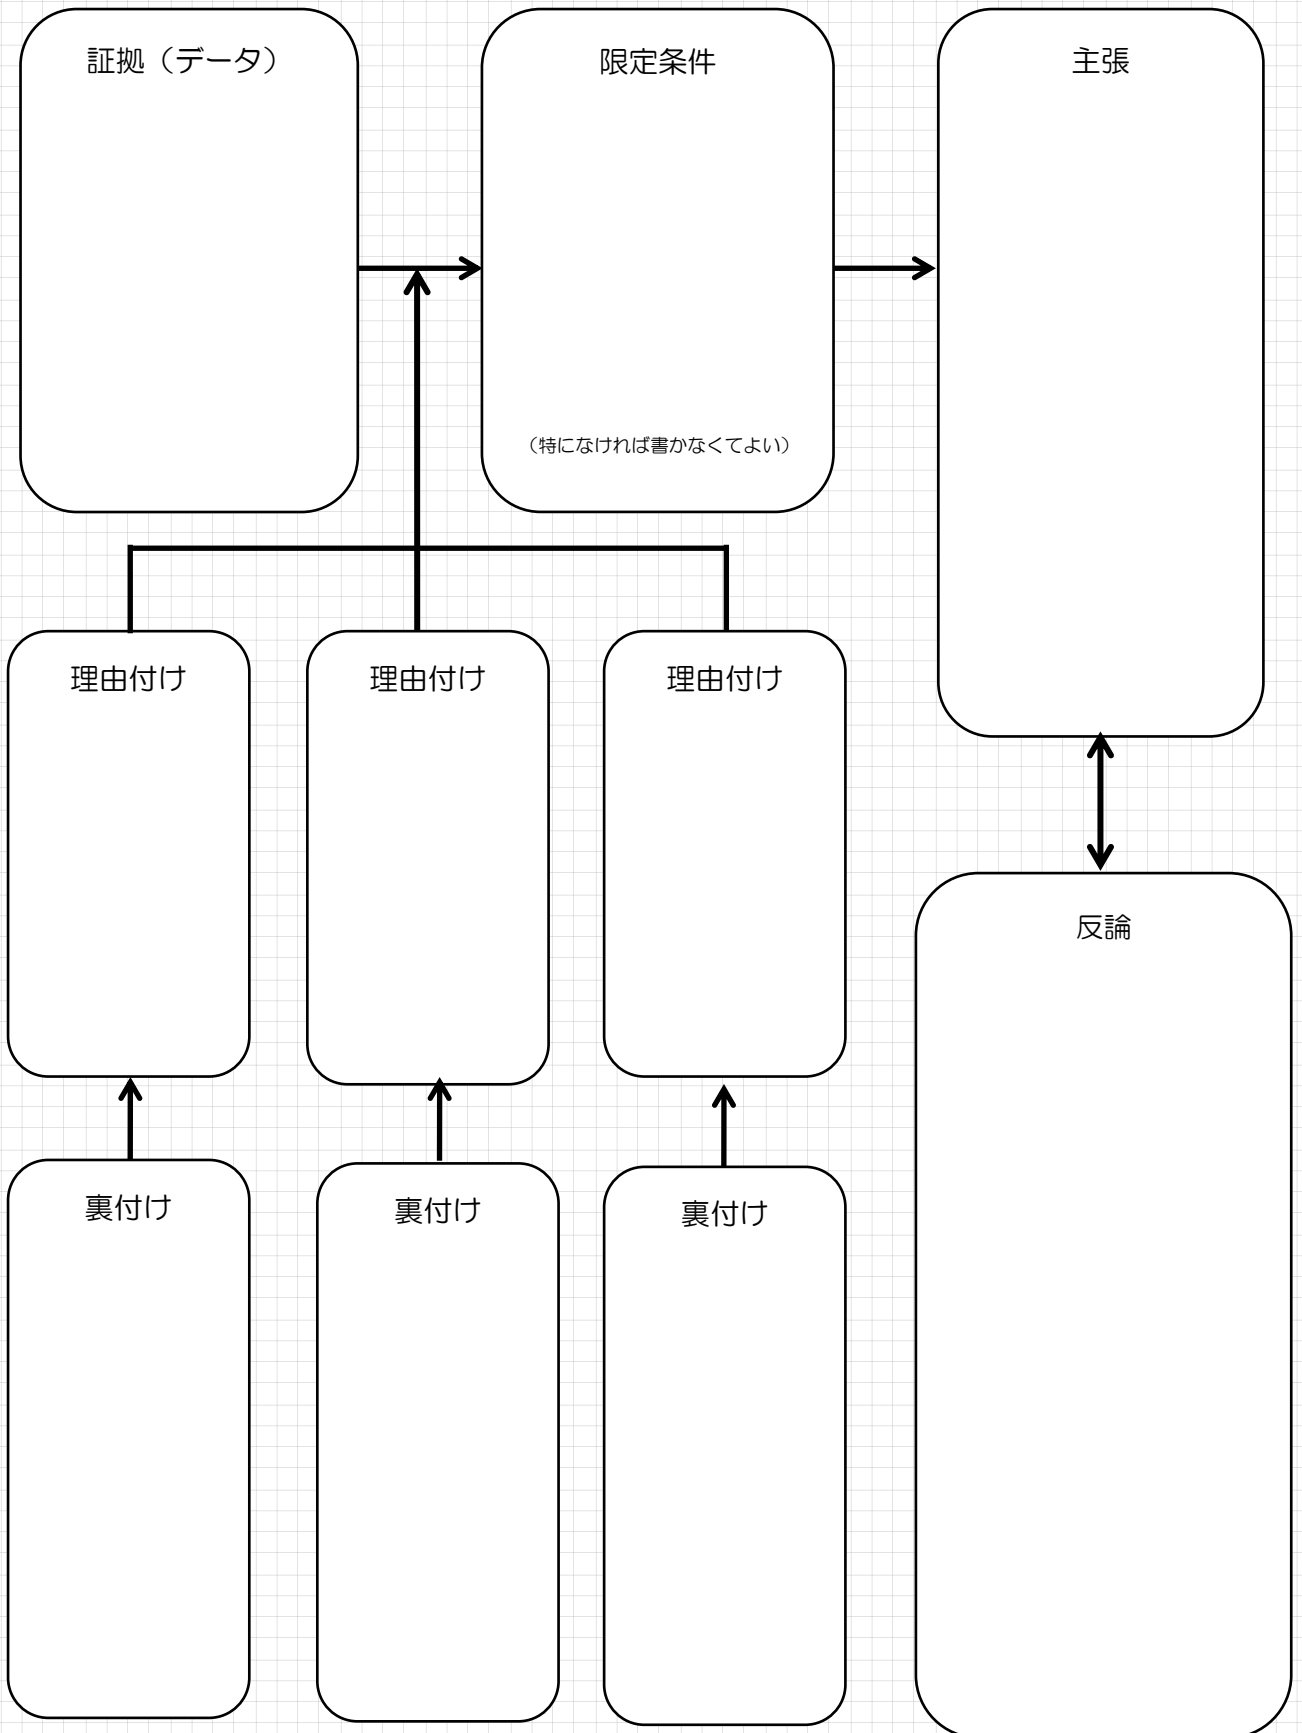 証拠（データ）
限定条件
主張
（特になければ書かなくてよい）
理由付け
理由付け
理由付け
反論
裏付け
裏付け
裏付け